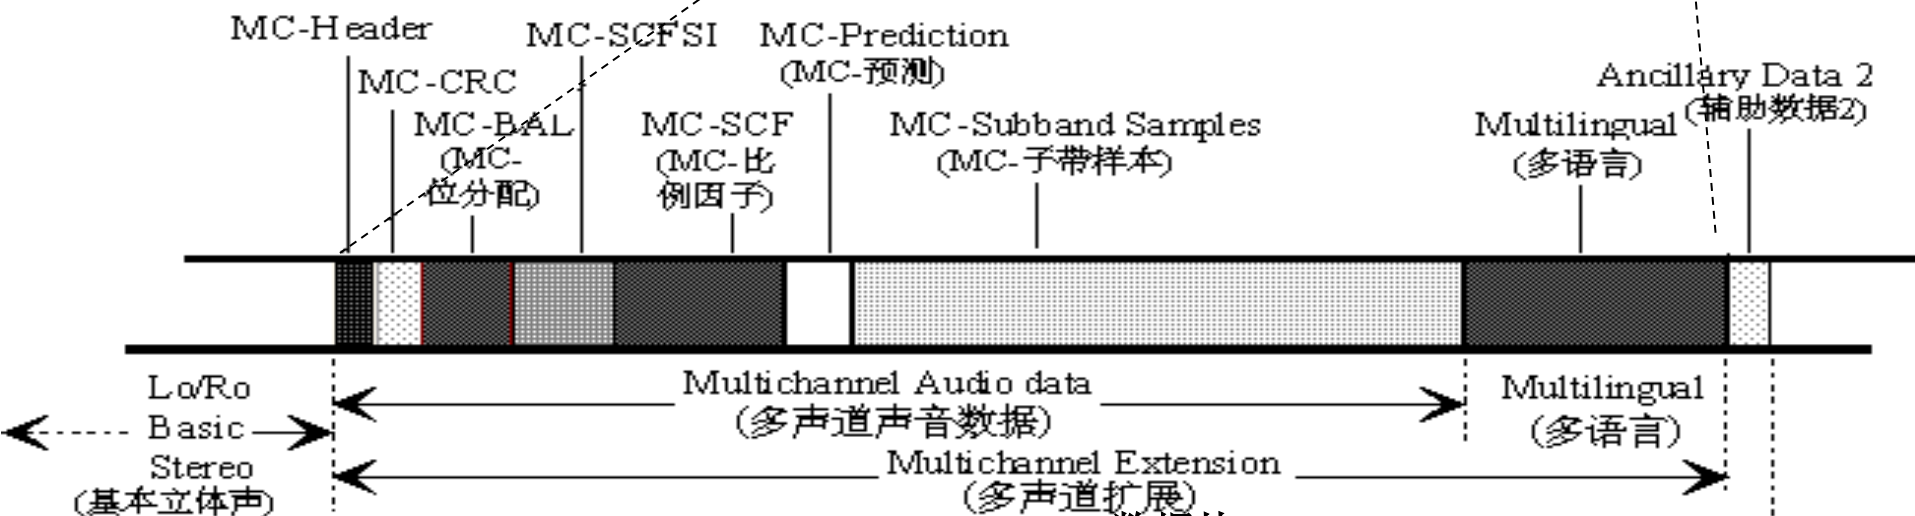 MC-Header
MC-SCFSI
MC-Prediction
(MC-预测)
MC-CRC
Ancillary Data 2
(辅助数据2)
MC-BAL
(MC-
位分配)
MC-SCF
(MC-比
例因子)
MC-Subband Samples
(MC-子带样本)
Multilingual
(多语言)
Lo/Ro
Basic
Stereo
(基本立体声)
Multichannel Audio data
(多声道声音数据)
Multilingual
(多语言)
Multichannel Extension
(多声道扩展)